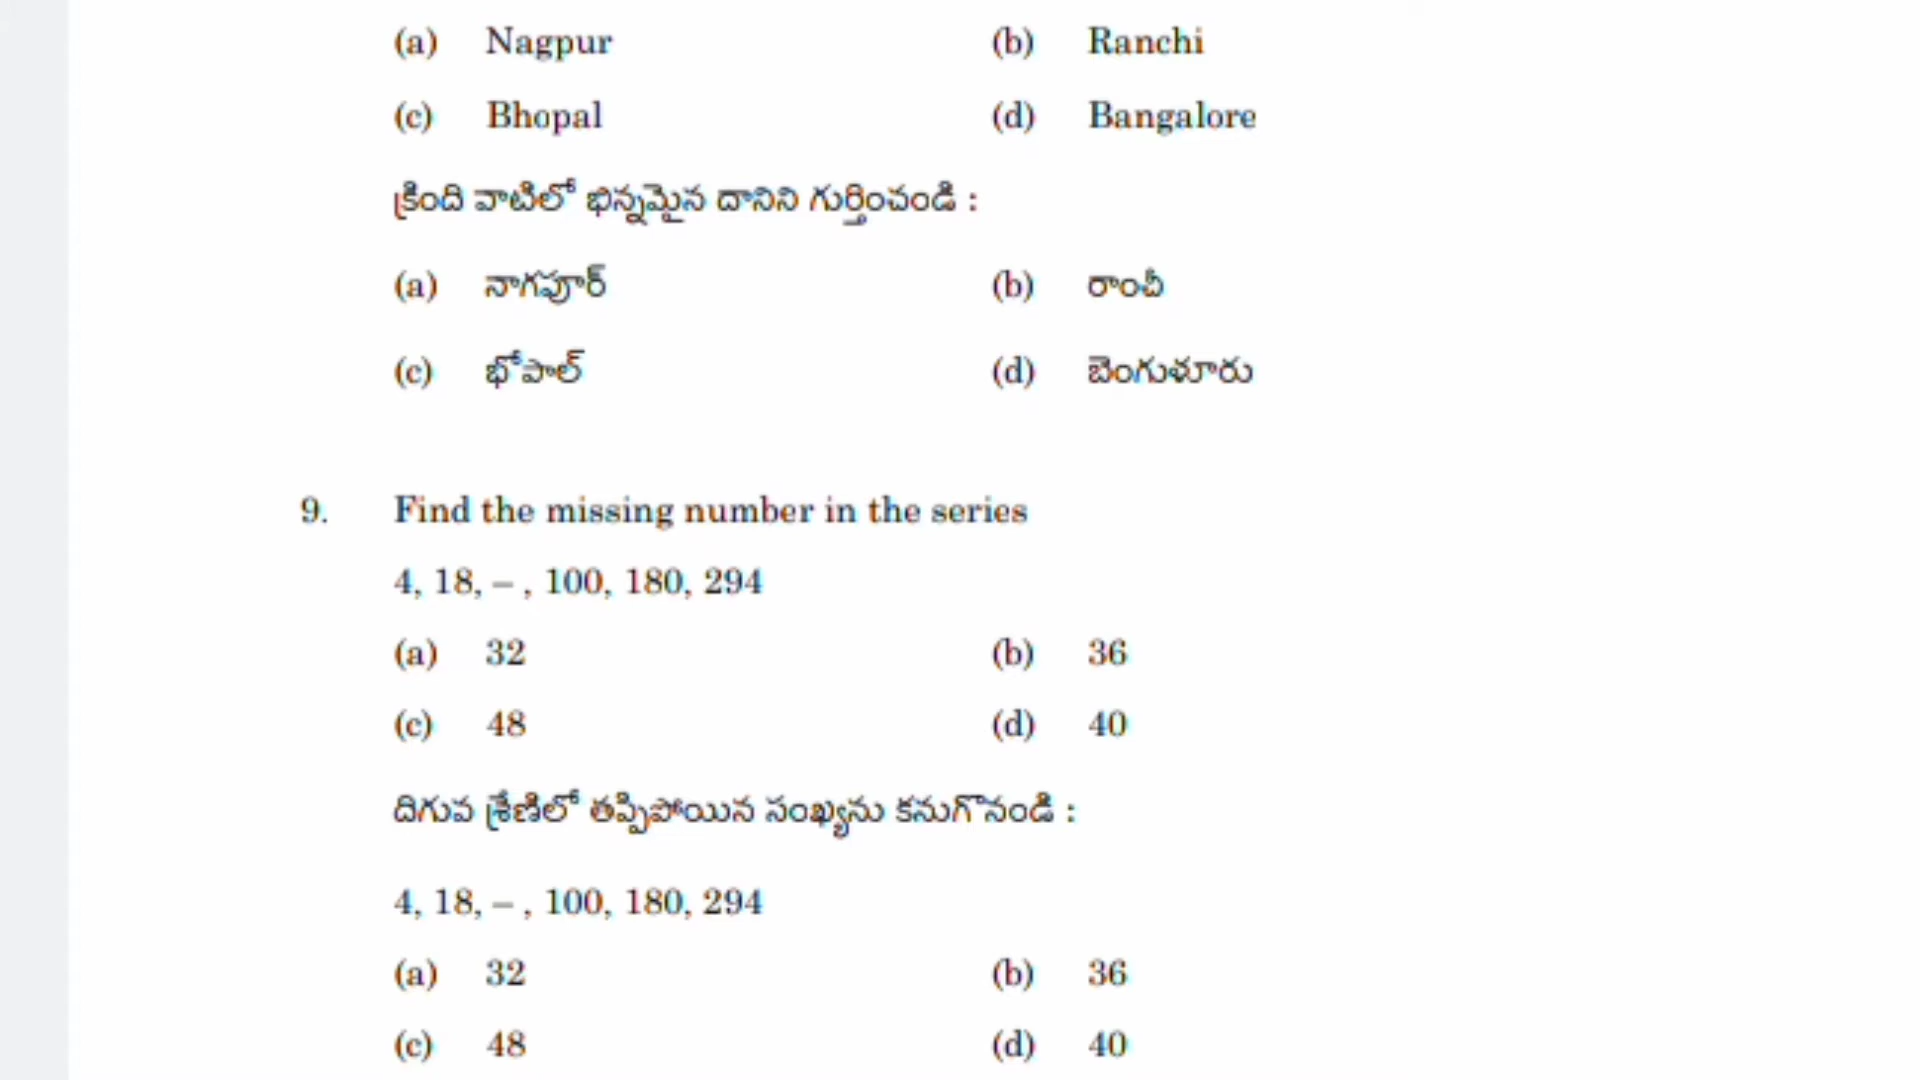 (a) Nagpur (b) Ranchi
(c) Bhopal (d) Bangalore
క్రింది వాటిలో భిన్నమైన దానిని గుర్తించండి :
(a) నాగపూర్ (b) రాంచీ
(c) భోపాల్ (d) బెంగుళూరు
9. Find the missing number in the series
4, 18, – , 100, 180, 294
(a) 32 (b) 36
(c) 48 (d) 40
దిగువ శ్రేణిలో తప్పిపోయిన సంఖ్యను కనుగొనండి :
4, 18, – , 100, 180, 294
(a) 32 (b) 36
(c) 48 (d) 40